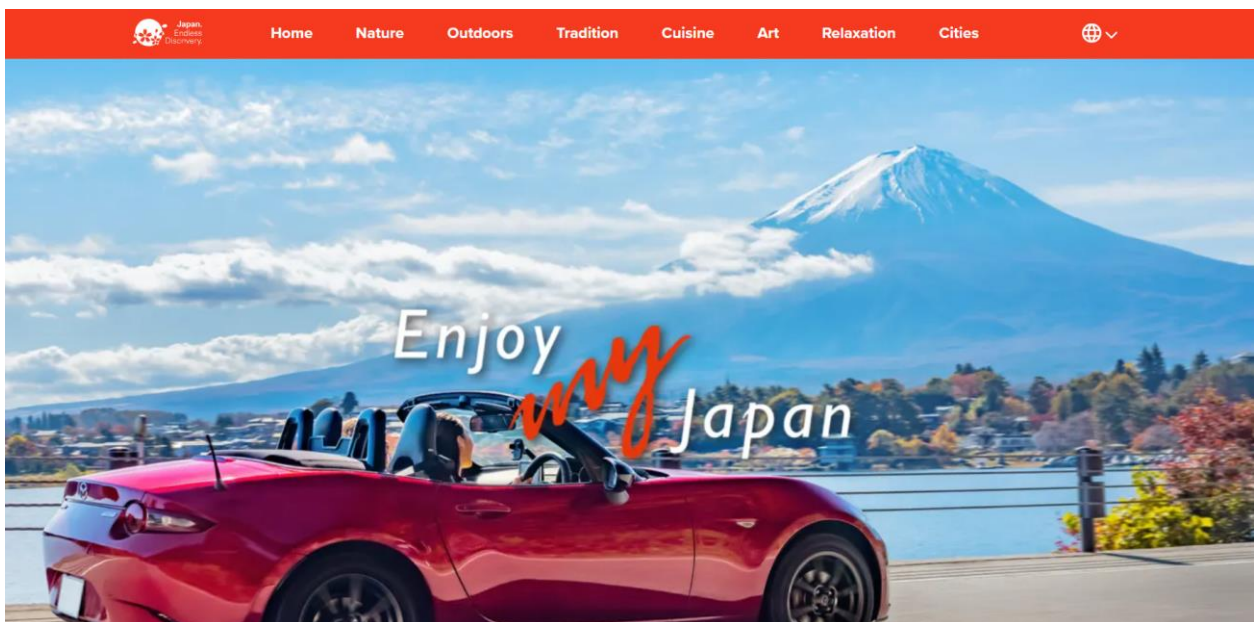 Japan.
Endless
Discovery.
Home Nature Outdoors Tradition Cuisine Art Relaxation Cities
Enjoy
my
Japan